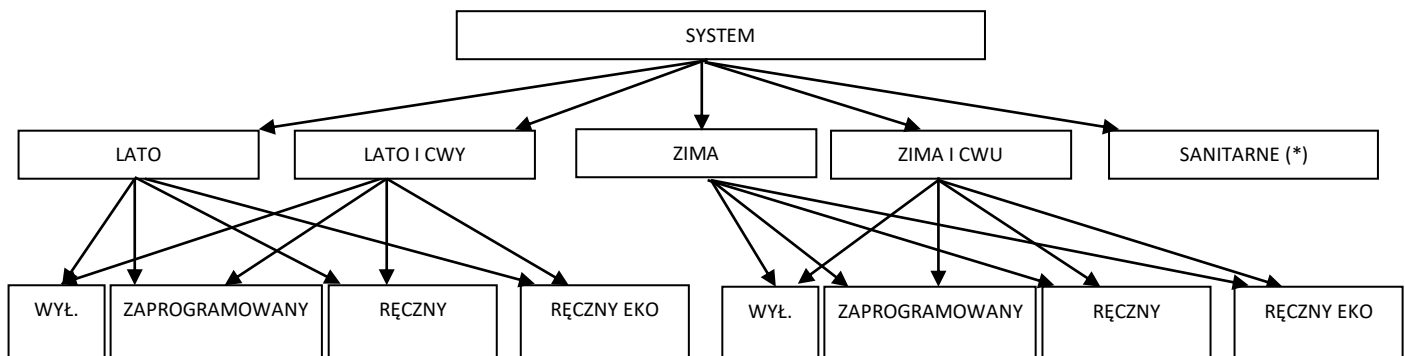 SYSTEM
LATO
LATO I CWY
ZIMA
ZIMA I CWU
SANITARNE (*)
WYŁ.
ZAPROGRAMOWANY
RĘCZNY
RĘCZNY EKO
WYŁ.
ZAPROGRAMOWANY
RĘCZNY
RĘCZNY EKO